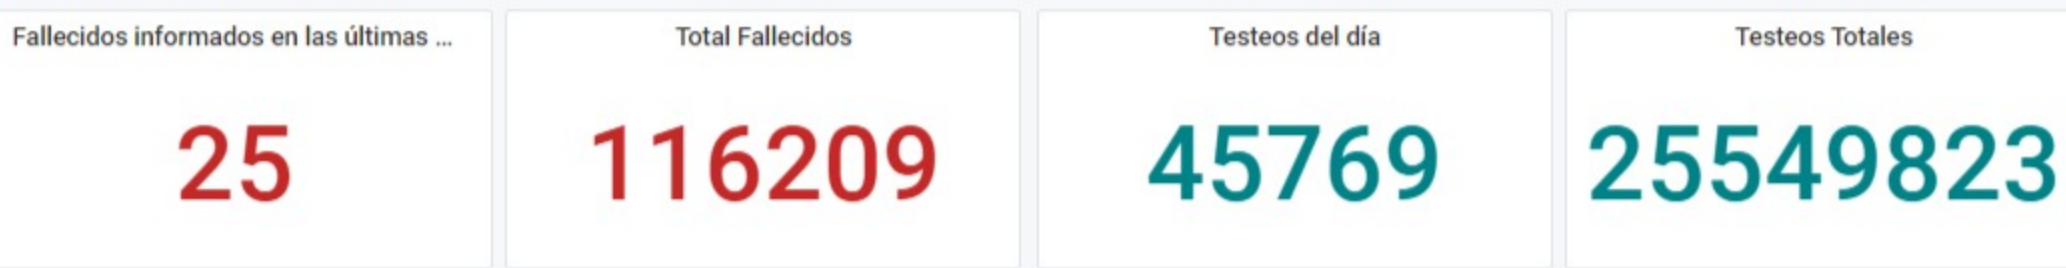 Fallecidos informados en las últimas ...
25
Total Fallecidos
116209
Testeos del día
45769
Testeos Totales
25549823